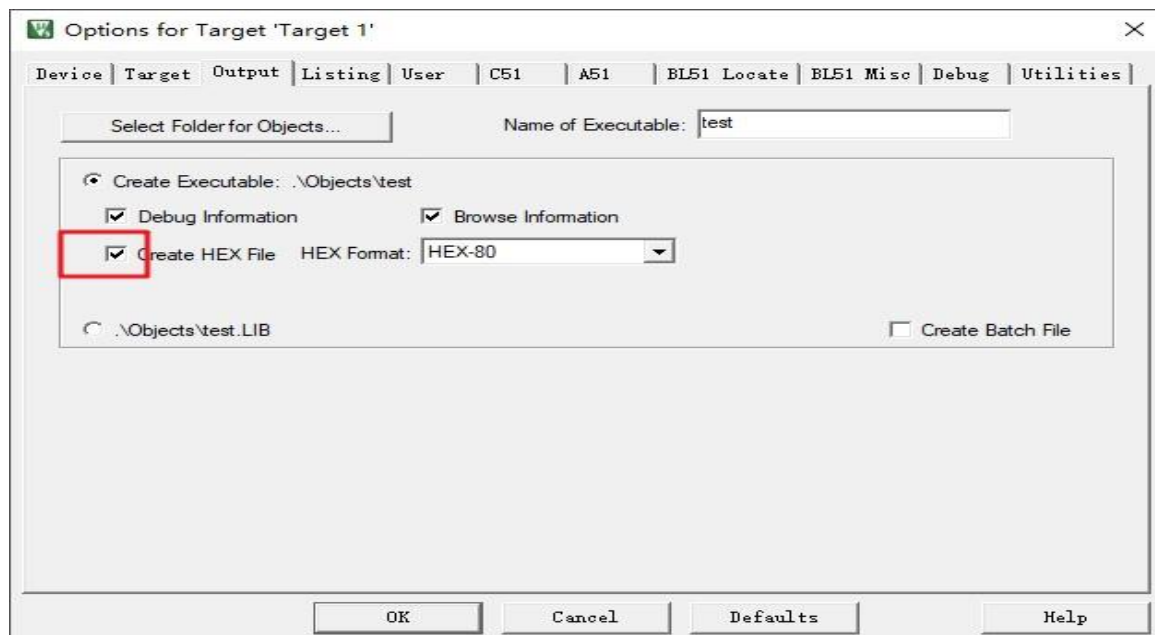 Options for Target 'Target 1'
Device Target Output Listing User C51 A51 BL51 Locate BL51 Misc Debug Utilities
Select Folder for Objects... Name of Executable: test
Create Executable: .\Objects\test
Debug Information Browse Information
Create HEX File HEX Format: HEX-80
.\Objects\test.LIB Create Batch File
OK Cancel Defaults Help